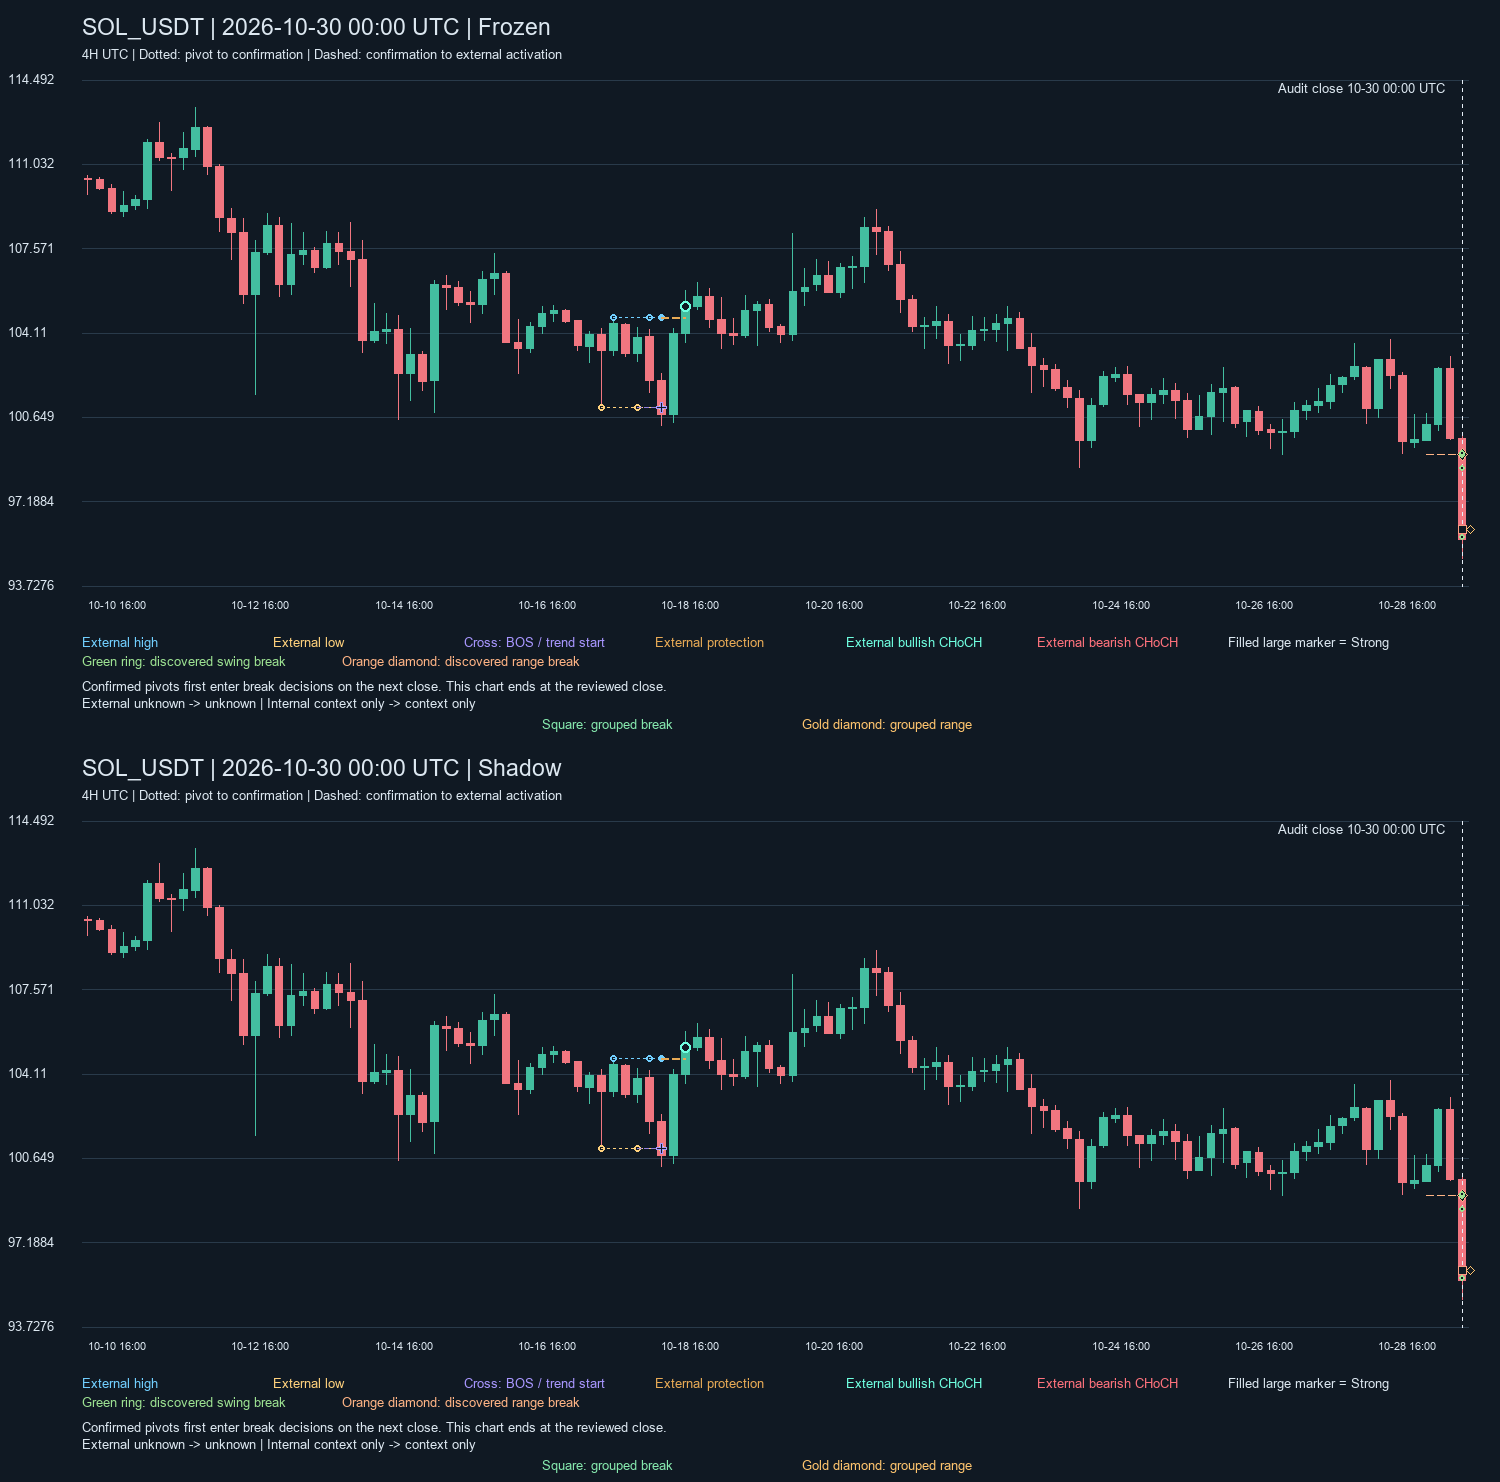 SOL_USDT | 2026-10-30 00:00 UTC | Frozen
4H UTC | Dotted: pivot to confirmation | Dashed: confirmation to external activation
114.492
Audit close 10-30 00:00 UTC
111.032
107.571
104.11
100.649
97.1884
93.7276
10-10 16:00 10-12 16:00 10-14 16:00 10-16 16:00 10-18 16:00 10-20 16:00 10-22 16:00 10-24 16:00 10-26 16:00 10-28 16:00
External high External low Cross: BOS / trend start External protection External bullish CHoCH External bearish CHoCH Filled large marker = Strong
Green ring: discovered swing break Orange diamond: discovered range break
Confirmed pivots first enter break decisions on the next close. This chart ends at the reviewed close.
External unknown -> unknown | Internal context only -> context only
Square: grouped break Gold diamond: grouped range
SOL_USDT | 2026-10-30 00:00 UTC | Shadow
4H UTC | Dotted: pivot to confirmation | Dashed: confirmation to external activation
114.492
Audit close 10-30 00:00 UTC
111.032
107.571
104.11
100.649
97.1884
93.7276
10-10 16:00 10-12 16:00 10-14 16:00 10-16 16:00 10-18 16:00 10-20 16:00 10-22 16:00 10-24 16:00 10-26 16:00 10-28 16:00
External high External low Cross: BOS / trend start External protection External bullish CHoCH External bearish CHoCH Filled large marker = Strong
Green ring: discovered swing break Orange diamond: discovered range break
Confirmed pivots first enter break decisions on the next close. This chart ends at the reviewed close.
External unknown -> unknown | Internal context only -> context only
Square: grouped break Gold diamond: grouped range